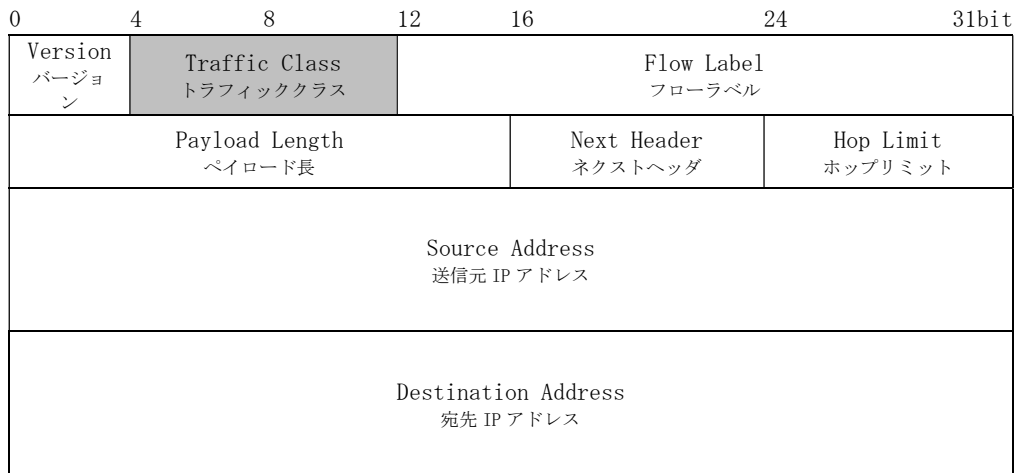 0 4 8 12 16 24 31bit
Version
バージョ
ン
Traffic Class
トラフィッククラス
Flow Label
フローラベル
Payload Length
ペイロード長
Next Header
ネクストヘッダ
Hop Limit
ホップリミット
Source Address
送信元 IP アドレス
Destination Address
宛先 IP アドレス